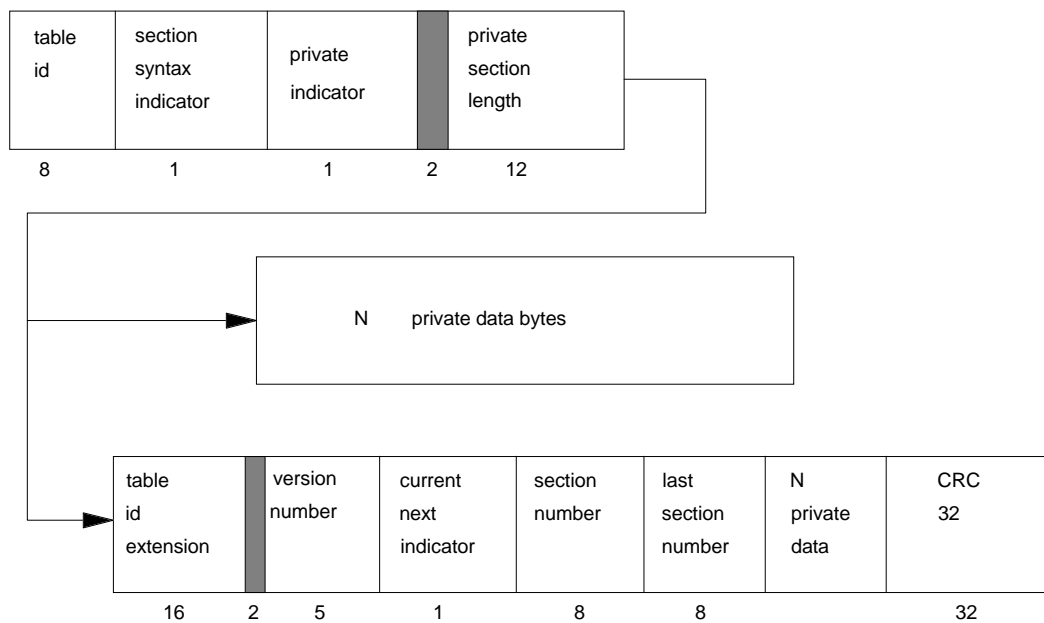 table
id
section
syntax
indicator
private
indicator
private
section
length
8 1 1 2 12
N private data bytes
table
id
extension
version
number
current
next
indicator
section
number
last
section
number
N
private
data
CRC
32
16 2 5 1 8 8 32